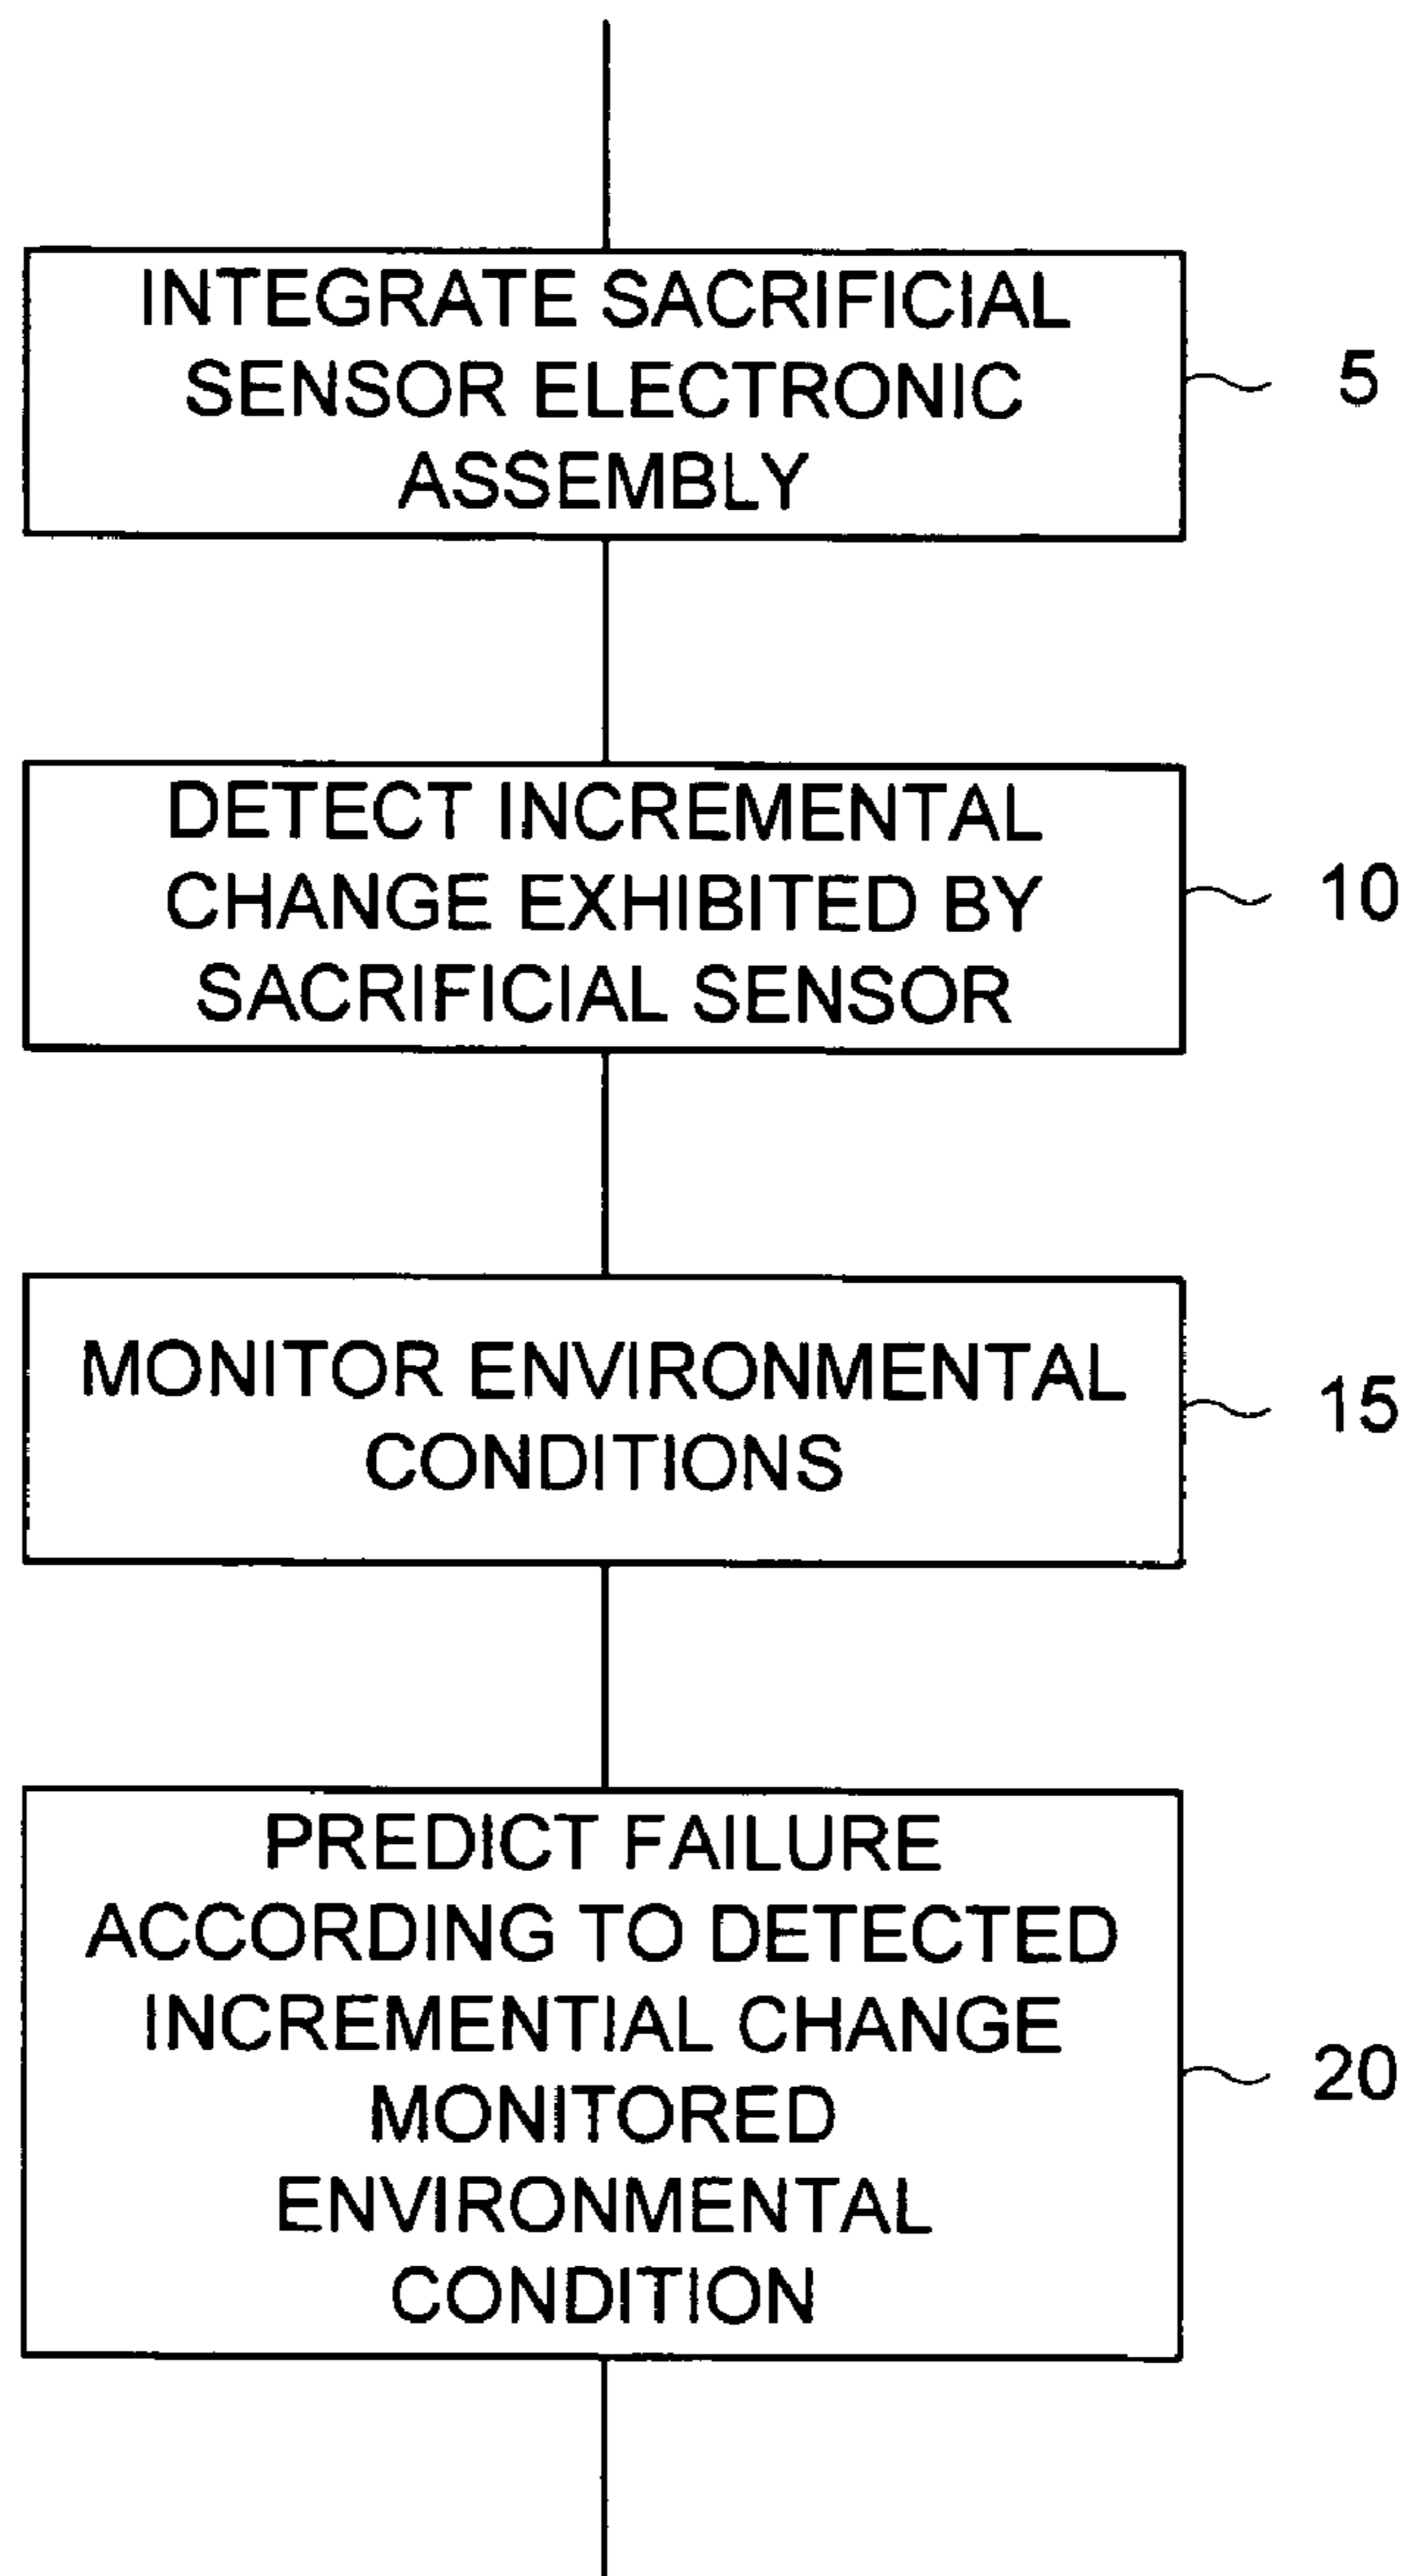 INTEGRATE SACRIFICIAL
SENSOR ELECTRONIC
ASSEMBLY
5
DETECT INCREMENTAL
CHANGE EXHIBITED BY
SACRIFICIAL SENSOR
10
MONITOR ENVIRONMENTAL
CONDITIONS
15
PREDICT FAILURE
ACCORDING TO DETECTED
INCREMENTIAL CHANGE
MONITORED
ENVIRONMENTAL
CONDITION
20